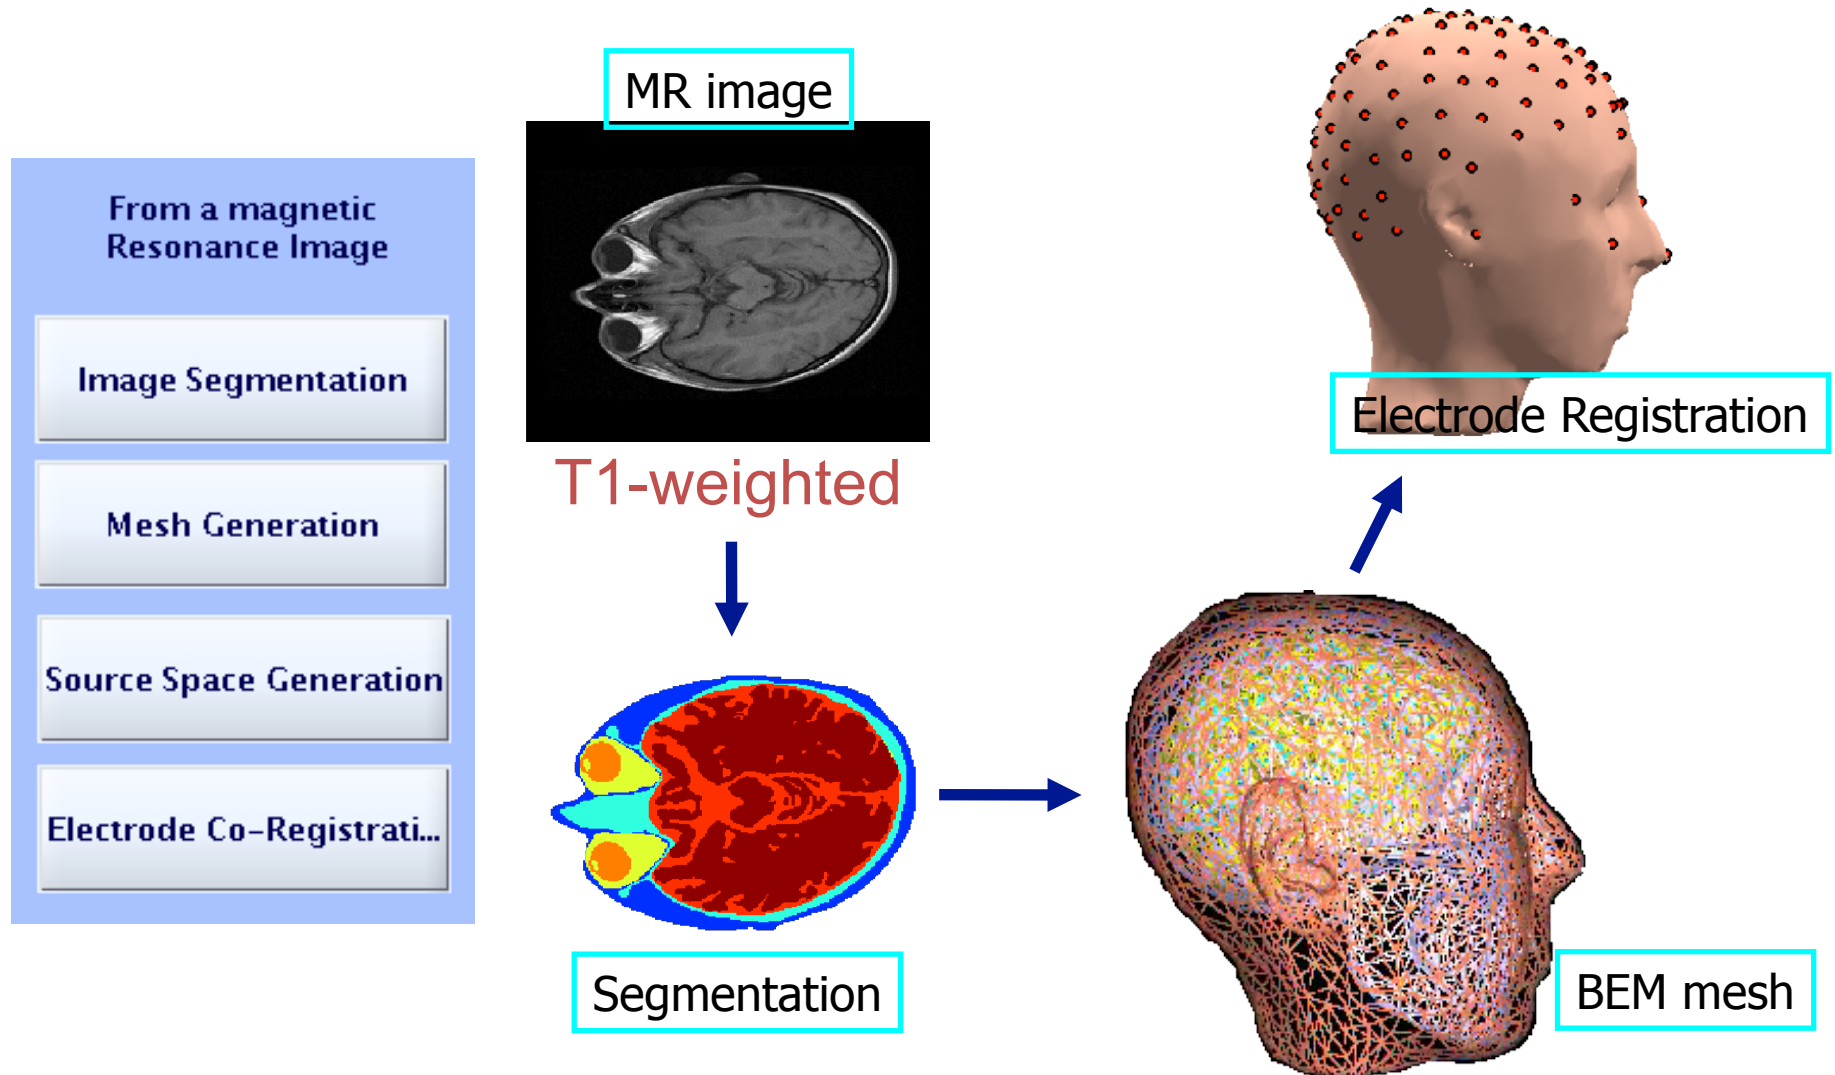 From a magnetic
Resonance Image
Image Segmentation
Mesh Generation
Source Space Generation
Electrode Co-Registrati...
MR image
T1-weighted
Segmentation
BEM mesh
Electrode Registration